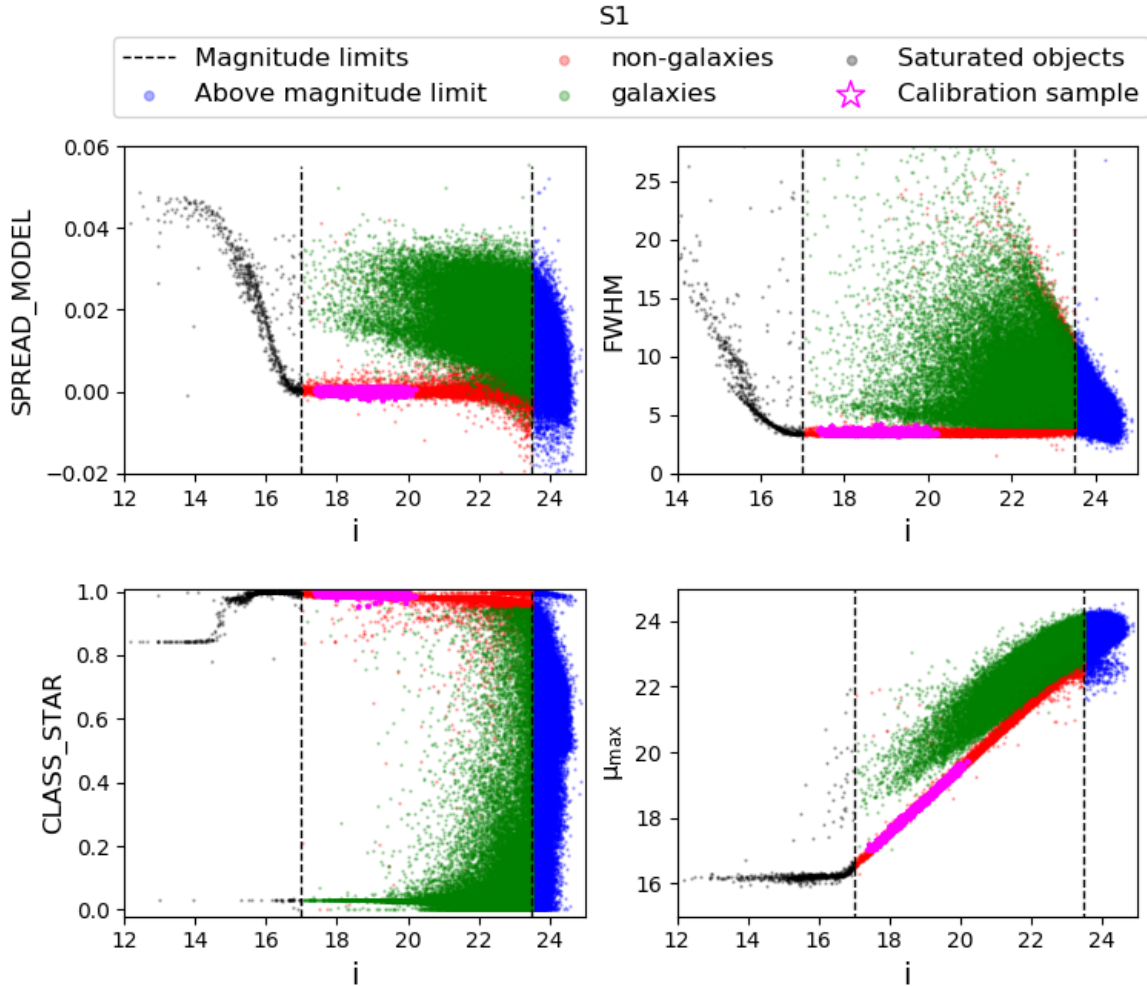 S1
Magnitude limits non-galaxies Saturated objects
Above magnitude limit galaxies Calibration sample
0.06
0.04
0.02
0.00
−0.02
SPREAD_MODEL
12 14 16 18 20 22 24
i
25
20
15
10
5
0
FWHM
14 16 18 20 22 24
i
1.0
0.8
0.6
0.4
0.2
0.0
CLASS_STAR
12 14 16 18 20 22 24
i
24
22
20
18
16
μmax
12 14 16 18 20 22 24
i